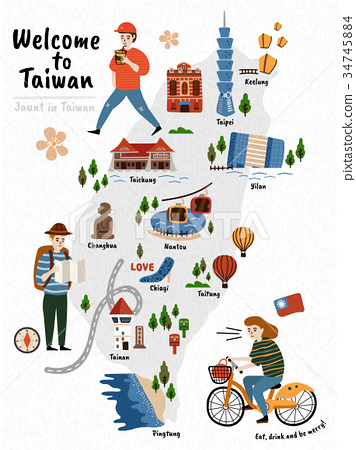 Welcome
to
Taiwan
Jaunt in Taiwan
Keelung
Taipei
Taichung
Yilan
Changhua
Nantou
LOVE
Chiayi
Taitung
Tainan
Pingtung
Eat, drink and be merry!
PIXTA
34745884